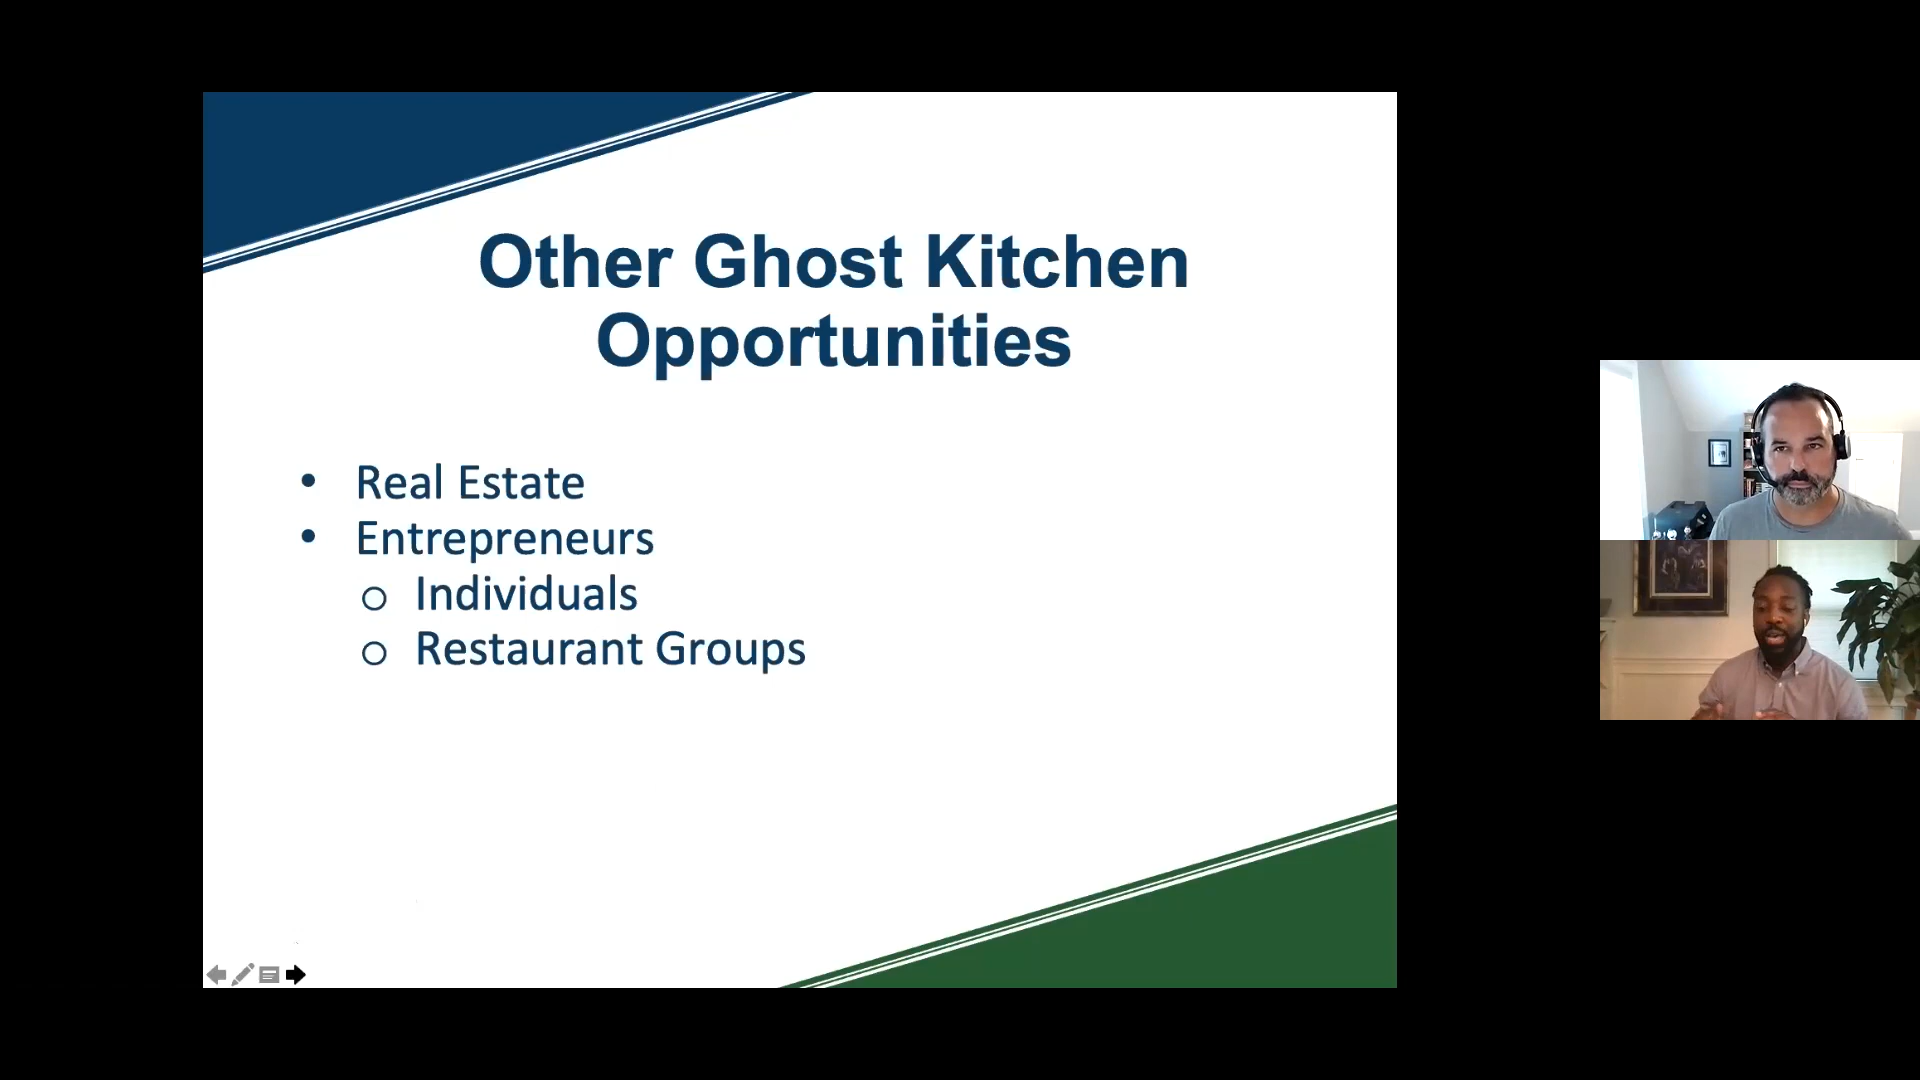 Other Ghost Kitchen
Opportunities
• Real Estate
• Entrepreneurs
o Individuals
o Restaurant Groups